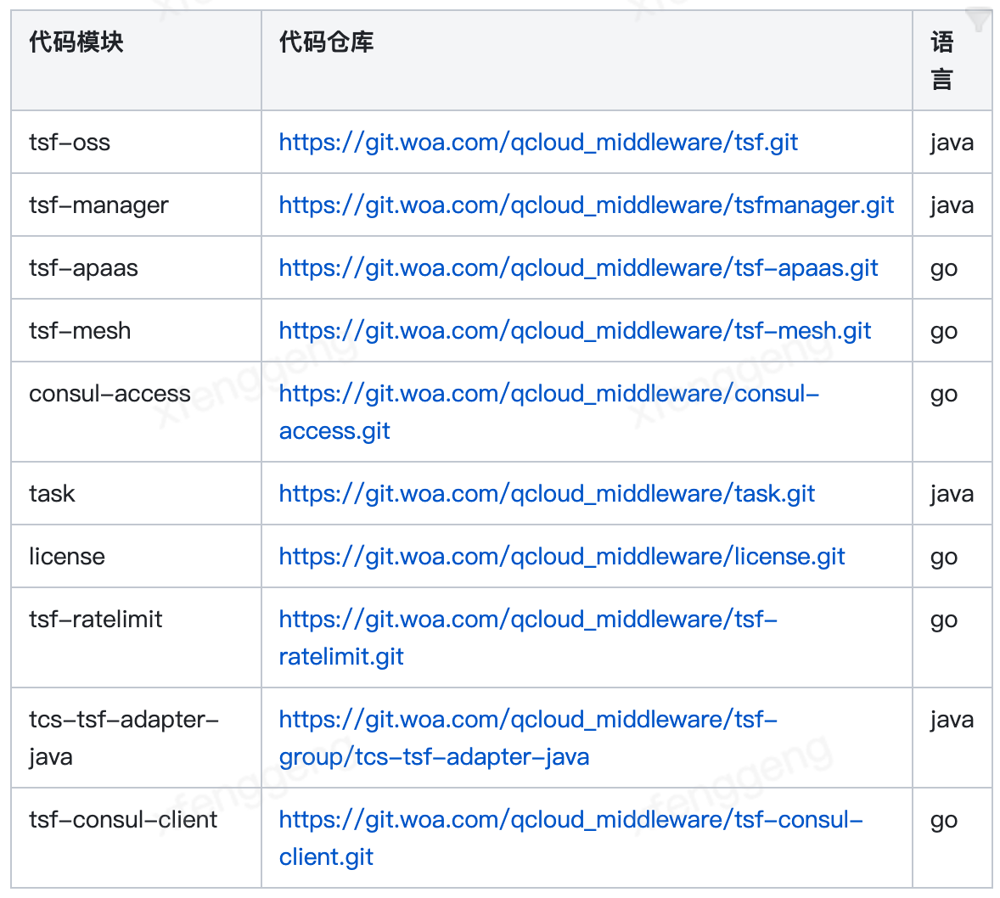 代码模块 代码仓库 语
言
tsf-oss https://git.woa.com/qcloud_middleware/tsf.git java
tsf-manager https://git.woa.com/qcloud_middleware/tsfmanager.git java
tsf-apaas https://git.woa.com/qcloud_middleware/tsf-apaas.git go
tsf-mesh https://git.woa.com/qcloud_middleware/tsf-mesh.git go
consul-access https://git.woa.com/qcloud_middleware/consul- go
access.git
task https://git.woa.com/qcloud_middleware/task.git java
license https://git.woa.com/qcloud_middleware/license.git go
tsf-ratelimit https://git.woa.com/qcloud_middleware/tsf- go
ratelimit.git
tcs-tsf-adapter- https://git.woa.com/qcloud_middleware/tsf- java
java group/tcs-tsf-adapter-java
tsf-consul-client https://git.woa.com/qcloud_middleware/tsf-consul- go
client.git
xfenggeng
xfenggeng
xfenggeng
xfenggeng